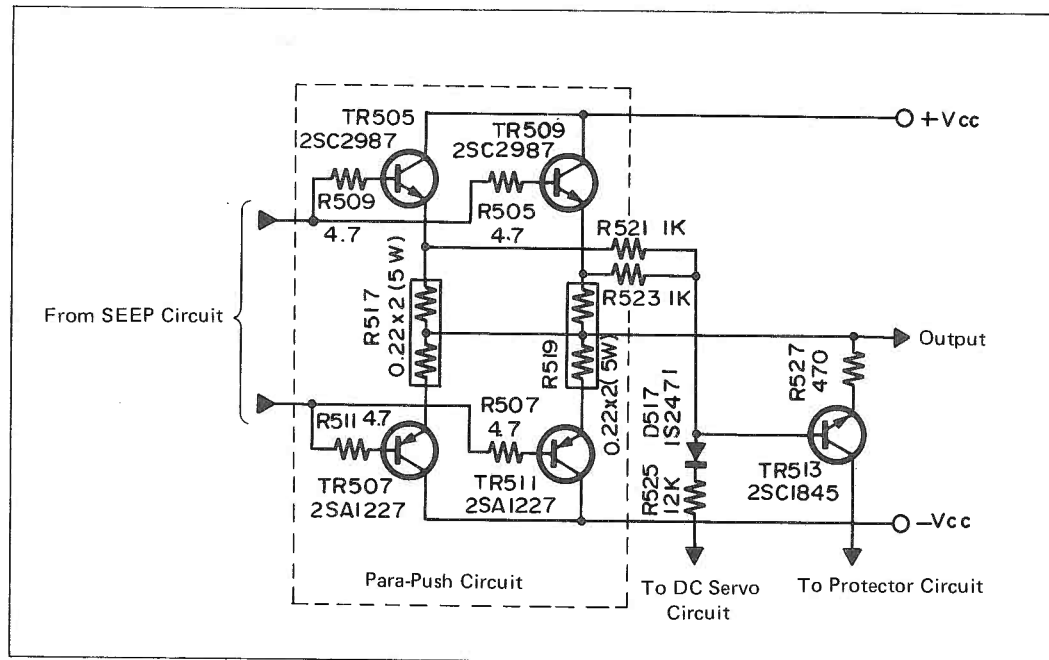 TR505
2SC2987
TR509
2SC2987
+Vcc
R509
4.7
R505
4.7
R521 1K
R523 1K
From SEEP Circuit
R517
0.22x2(5W)
R519
0.22x2(5W)
Output
R527
470
D517
1S2471
R511 4.7
R507
4.7
TR507
2SA1227
TR511
2SA1227
R525
12K
TR513
2SC1845
-Vcc
Para-Push Circuit
To DC Servo
Circuit
To Protector Circuit